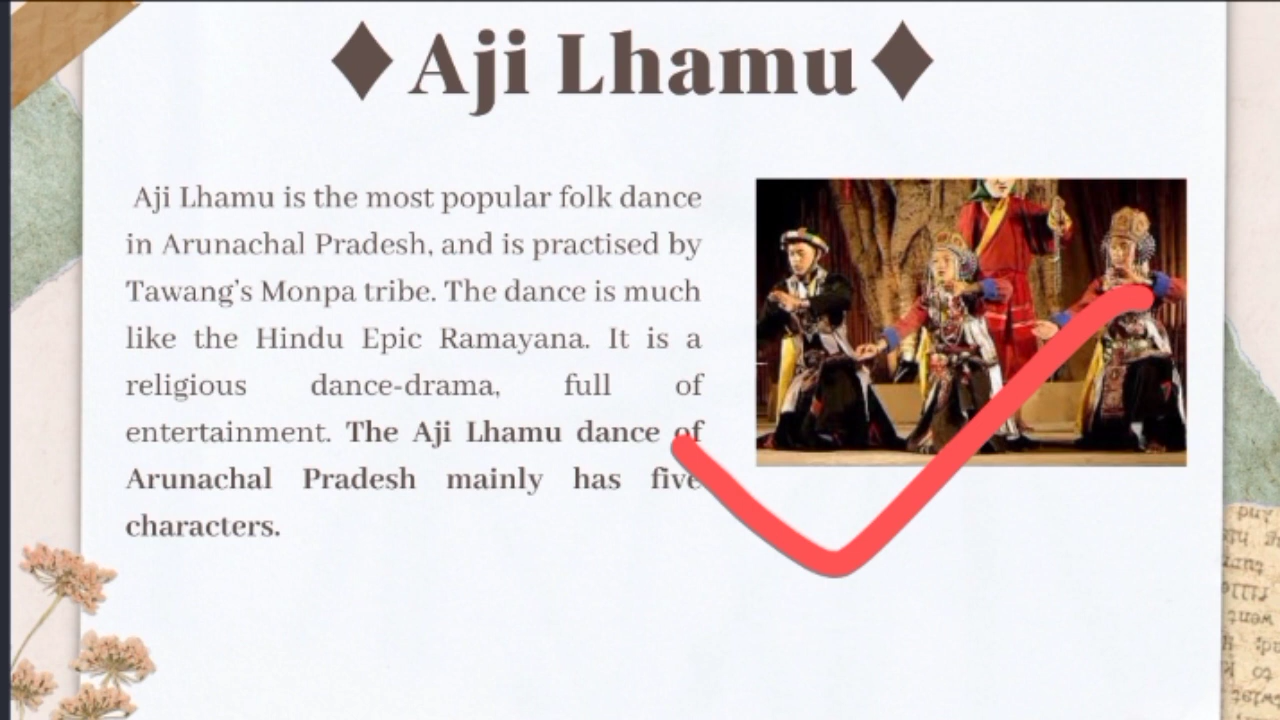 Aji Lhamu
Aji Lhamu is the most popular folk dance
in Arunachal Pradesh, and is practised by
Tawang's Monpa tribe. The dance is much
like the Hindu Epic Ramayana. It is a
religious dance-drama, full of
entertainment. The Aji Lhamu dance of
Arunachal Pradesh mainly has five
characters.